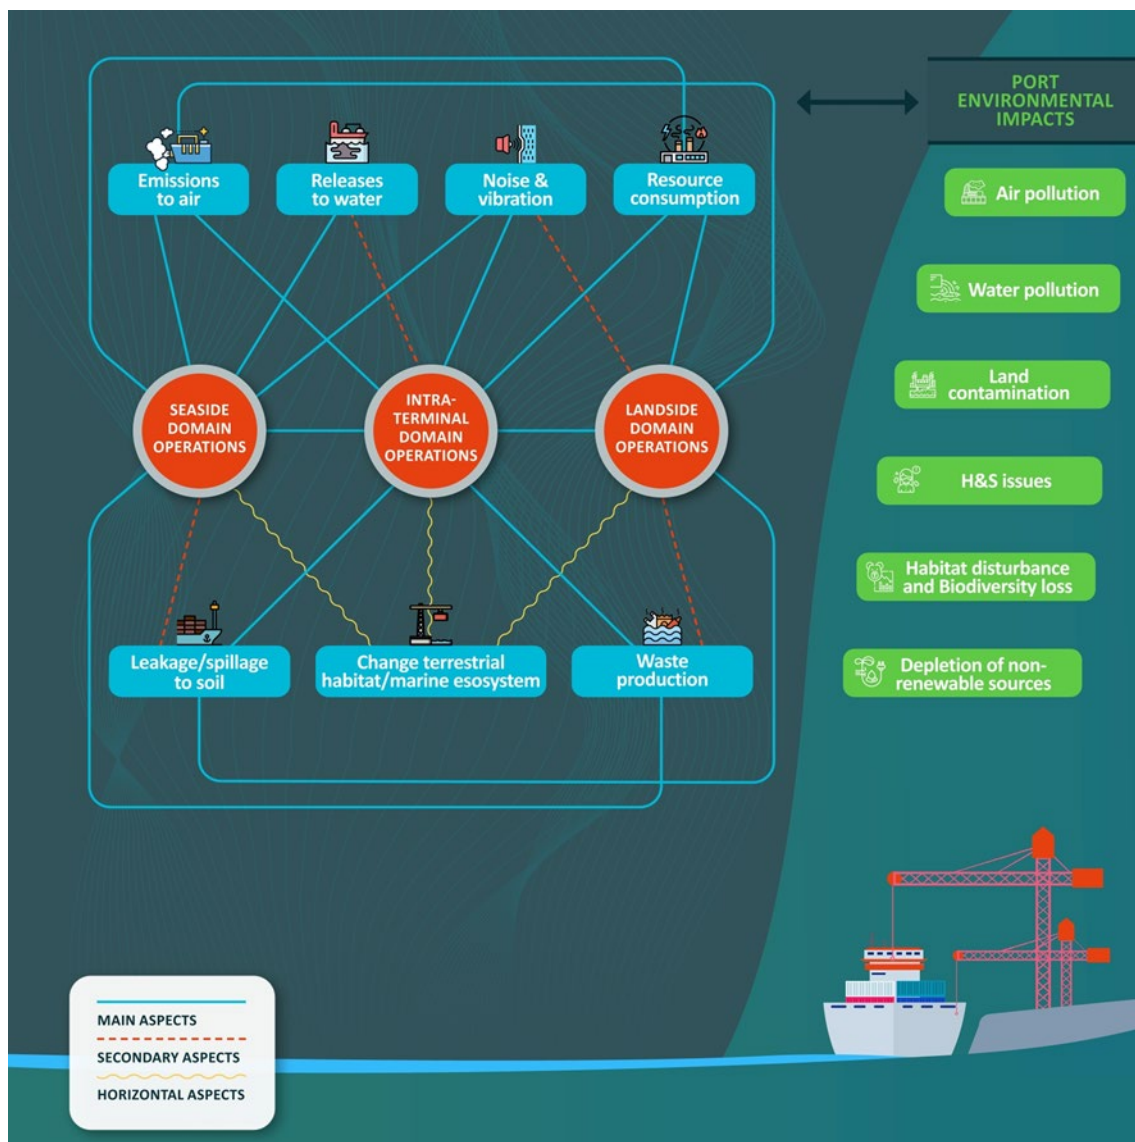 PORT
ENVIRONMENTAL
IMPACTS
Emissions
to air
Releases
to water
Noise &
vibration
Resource
consumption
Air pollution
Water pollution
Land
contamination
SEASIDE
DOMAIN
OPERATIONS
INTRA-
TERMINAL
DOMAIN
OPERATIONS
LANDSIDE
DOMAIN
OPERATIONS
H&S issues
Habitat disturbance
and Biodiversity loss
Leakage/spillage
to soil
Change terrestrial
habitat/marine esosystem
Waste
production
Depletion of non-
renewable sources
MAIN ASPECTS
SECONDARY ASPECTS
HORIZONTAL ASPECTS